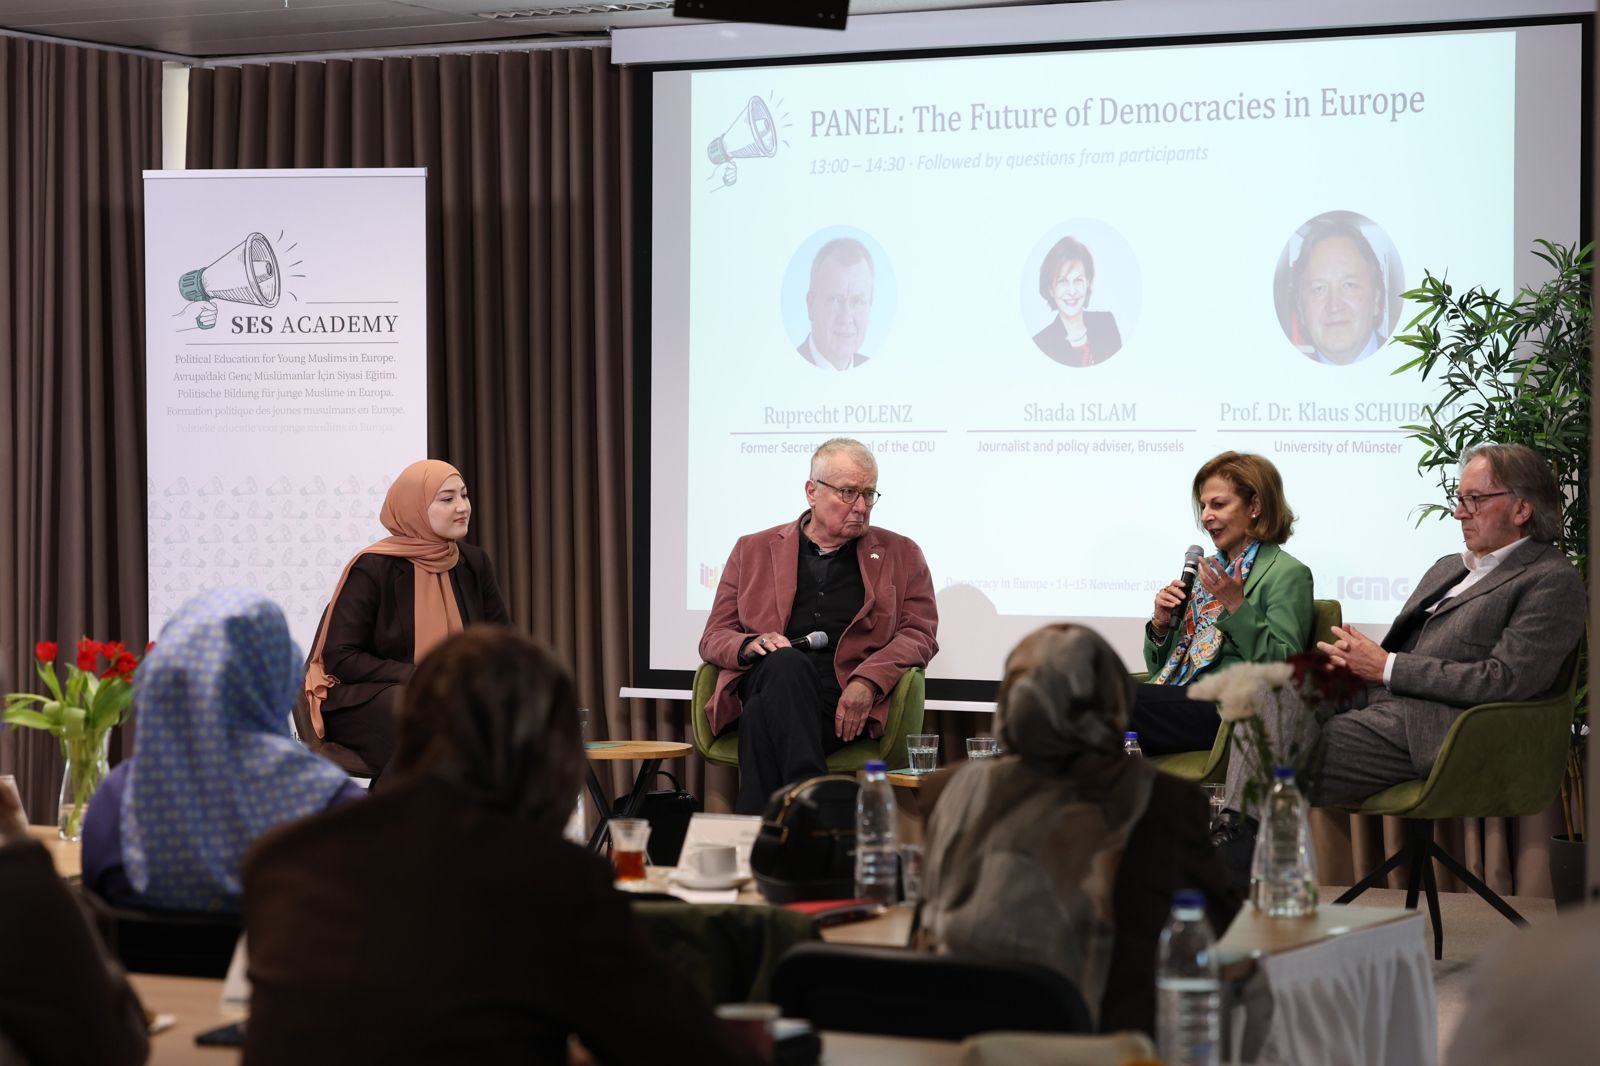 PANEL: The Future of Democracies in Europe
13:00 – 14:30 · Followed by questions from participants
Ruprecht POLENZ
Former of the CDU
Shada ISLAM
Journalist and policy adviser, Brussels
Prof. Dr. Klaus SCHUBERT
University of Münster
Democracy in Europe · 14–15 November
IGMG
SES ACADEMY
Political Education for Young Muslims in Europe.
Avrupa'daki Genç Müslümanlar İçin Siyasi Eğitim.
Politische Bildung für junge Muslime in Europa.
Formation politique des jeunes musulmans en Europe.
Politieke educatie voor jonge moslims in Europa.